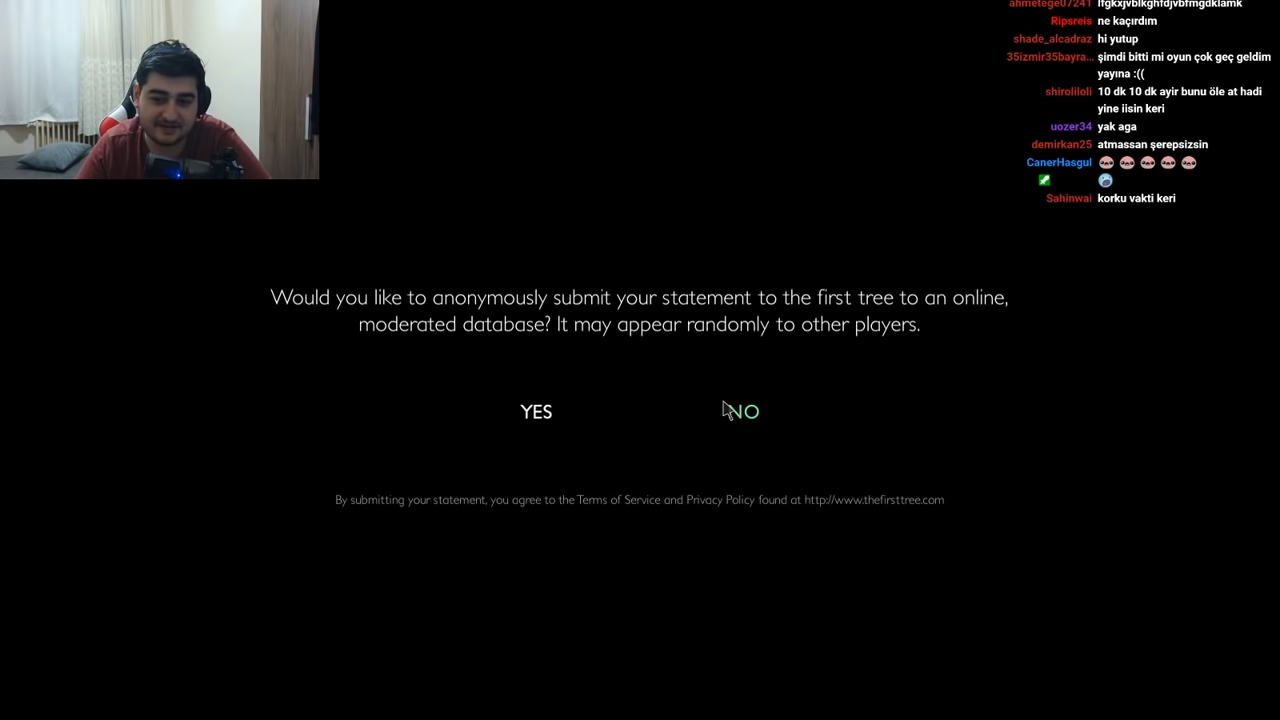 ahmetege07241 lfgkxjvblkghfdjvbfmgdklamk
Ripsreis ne kaçırdım
shade_alcadraz hi yutup
35izmir35bayra... şimdi bitti mi oyun çok geç geldim
yayına :((
shiroliloli 10 dk 10 dk ayir bunu öle at hadi
yine iisin keri
uozer34 yak aga
demirkan25 atmassan şerepsizsin
CanerHasgul
Sahinwai korku vakti keri
Would you like to anonymously submit your statement to the first tree to an online,
moderated database? It may appear randomly to other players.
YES NO
By submitting your statement, you agree to the Terms of Service and Privacy Policy found at http://www.thefirsttree.com